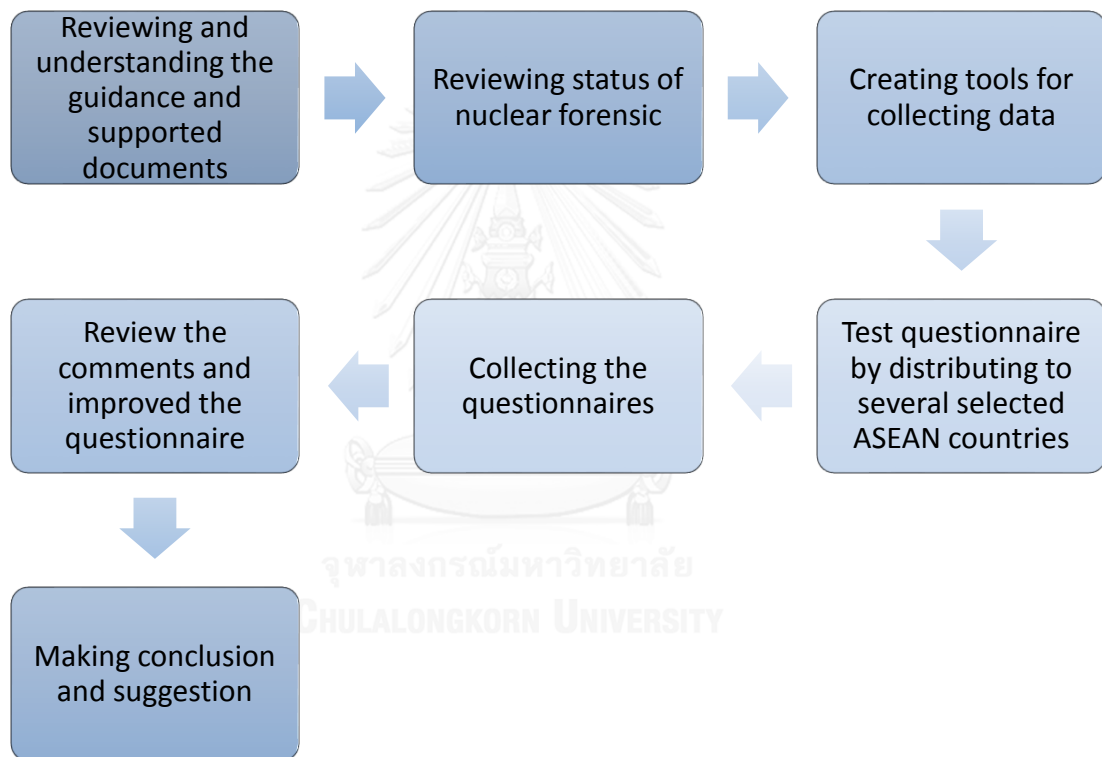 Reviewing and
understanding the
guidance and
supported
documents
Reviewing status of
nuclear forensic
Creating tools for
collecting data
Test questionnaire
by distributing to
several selected
ASEAN countries
Collecting the
questionnaires
Review the
comments and
improved the
questionnaire
Making conclusion
and suggestion
จุฬาลงกรณ์มหาวิทยาลัย
CHULALONGKORN UNIVERSITY